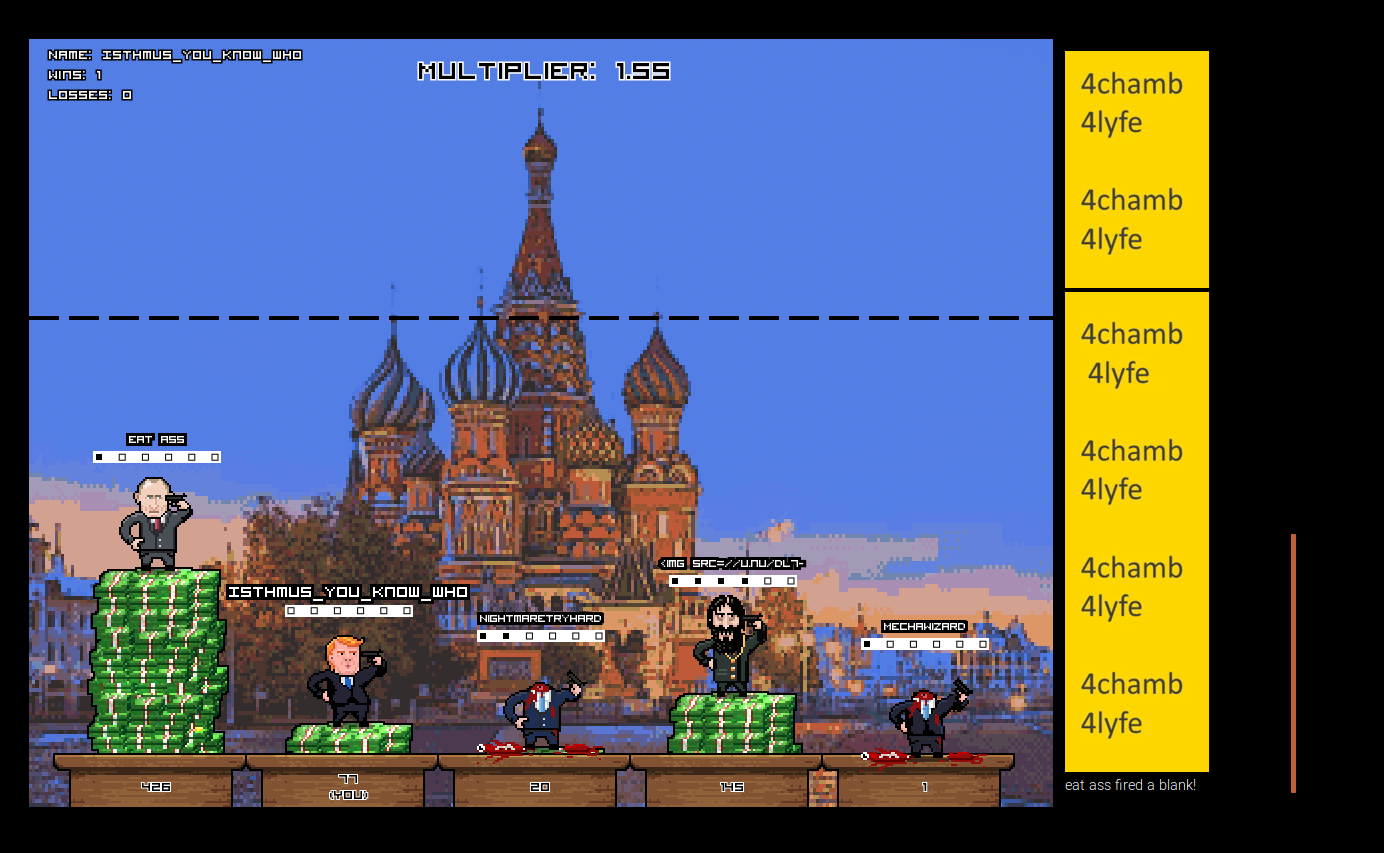 NAME: ISTHMUS_YOU_KNOW_WHO
WINS: 1
LOSSES: 0
MULTIPLIER: 1.55
4chamb
4lyfe
4chamb
4lyfe
4chamb
4lyfe
4chamb
4lyfe
4chamb
4lyfe
4chamb
4lyfe
eat ass fired a blank!
EAT ASS
ISTHMUS_YOU_KNOW_WHO
NIGHTMARETRYHARD
MECHAWIZARD
426
77
(YOU)
20
145
1